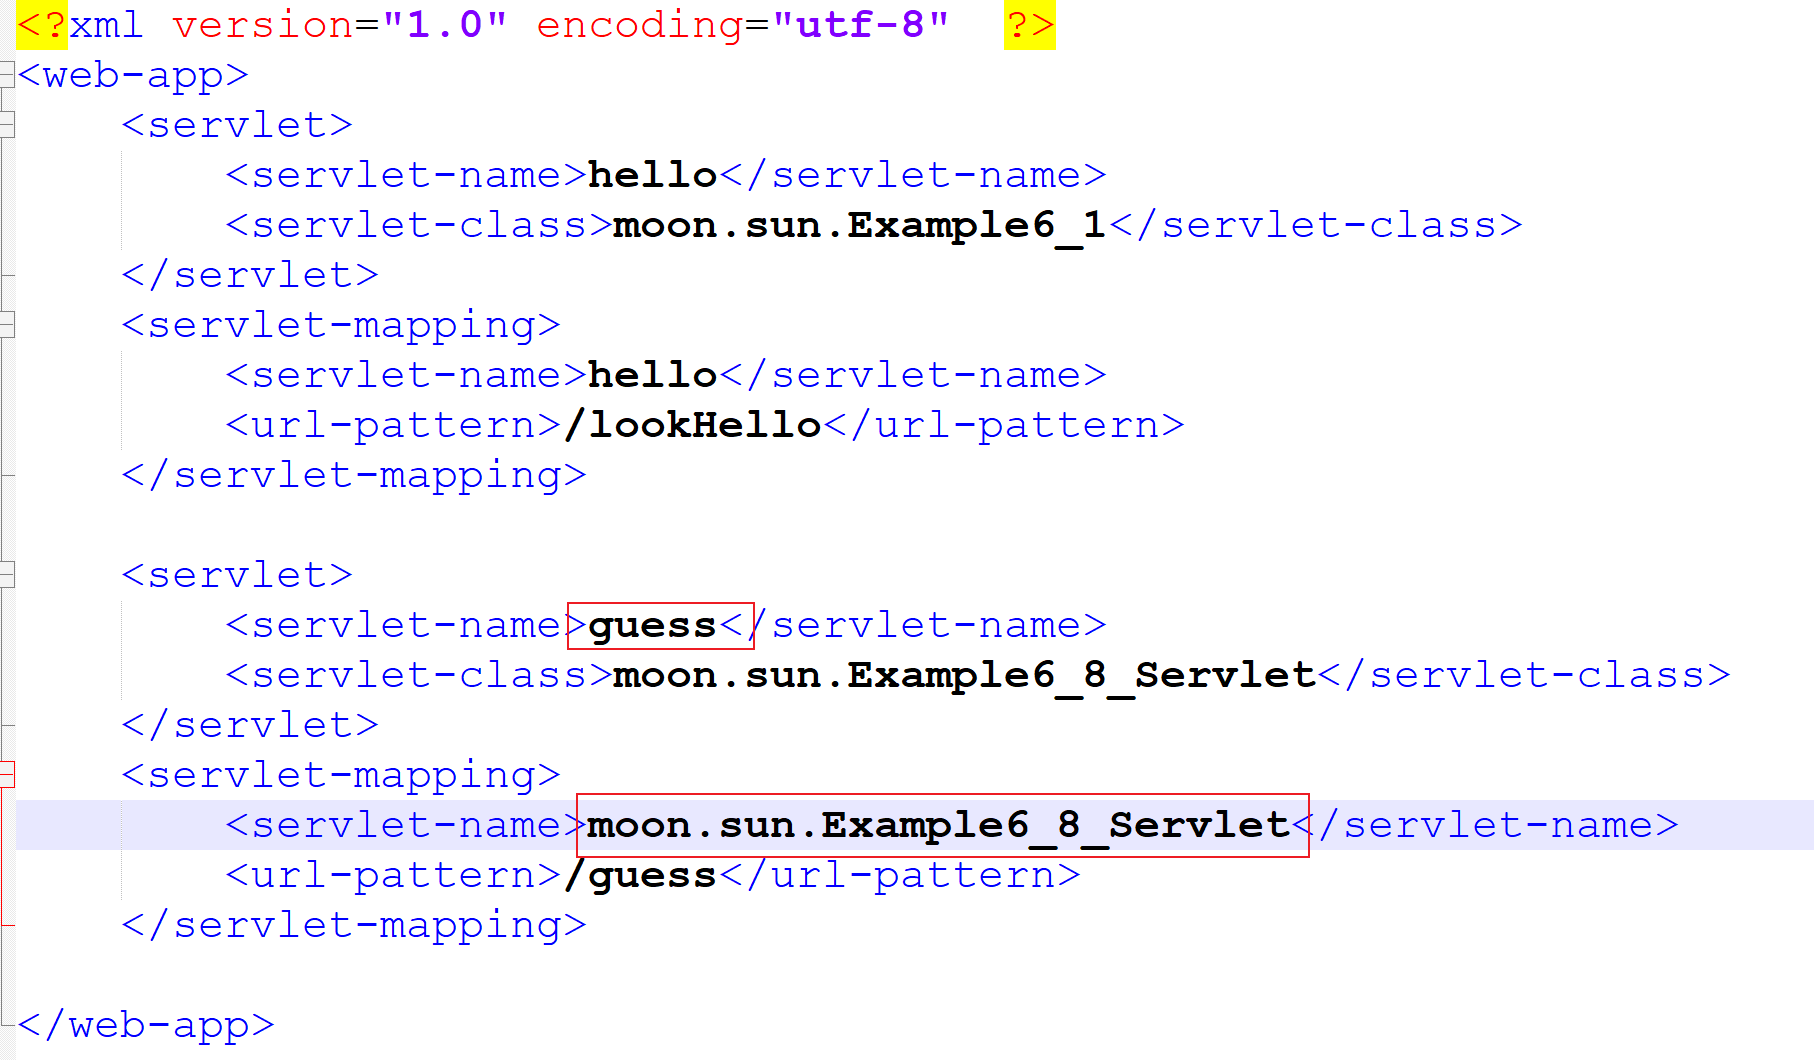 <?xml version="1.0" encoding="utf-8"  ?>
<web-app>
    <servlet>
        <servlet-name>hello</servlet-name>
        <servlet-class>moon.sun.Example6_1</servlet-class>
    </servlet>
    <servlet-mapping>
        <servlet-name>hello</servlet-name>
        <url-pattern>/lookHello</url-pattern>
    </servlet-mapping>

    <servlet>
        <servlet-name>guess</servlet-name>
        <servlet-class>moon.sun.Example6_8_Servlet</servlet-class>
    </servlet>
    <servlet-mapping>
        <servlet-name>moon.sun.Example6_8_Servlet</servlet-name>
        <url-pattern>/guess</url-pattern>
    </servlet-mapping>

</web-app>